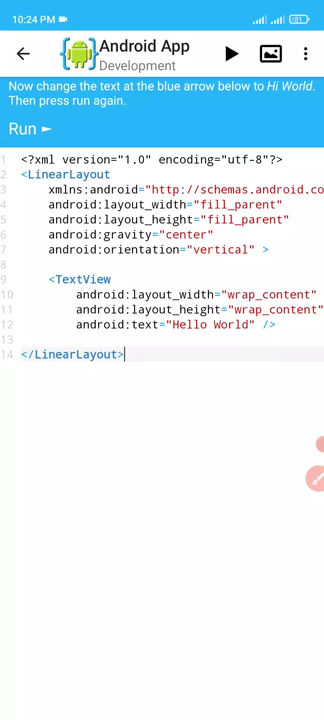 10:24 PM
81
Android App
Development
Now change the text at the blue arrow below to Hi World.
Then press run again.
Run ►
1 <?xml version="1.0" encoding="utf-8"?>
2 <LinearLayout
3 xmlns:android="http://schemas.android.co
4 android:layout_width="fill_parent"
5 android:layout_height="fill_parent"
6 android:gravity="center"
7 android:orientation="vertical" >
8
9 <TextView
10 android:layout_width="wrap_content"
11 android:layout_height="wrap_content"
12 android:text="Hello World" />
13
14 </LinearLayout>